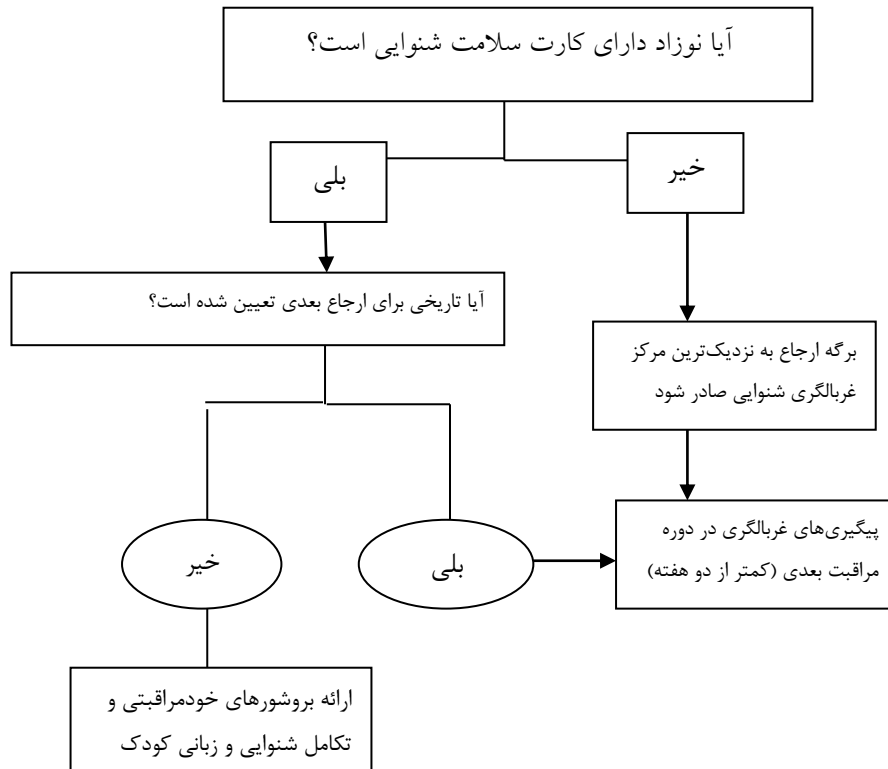 آیا نوزاد دارای کارت سلامت شنوایی است؟
خیر
بلی
آیا تاریخی برای ارجاع بعدی تعیین شده است؟
برگه ارجاع به نزدیک‌ترین مرکز
غربالگری شنوایی صادر شود
پیگیری‌های غربالگری در دوره
مراقبت بعدی (کمتر از دو هفته)
بلی
خیر
ارائه بروشورهای خودمراقبتی و
تکامل شنوایی و زبانی کودک